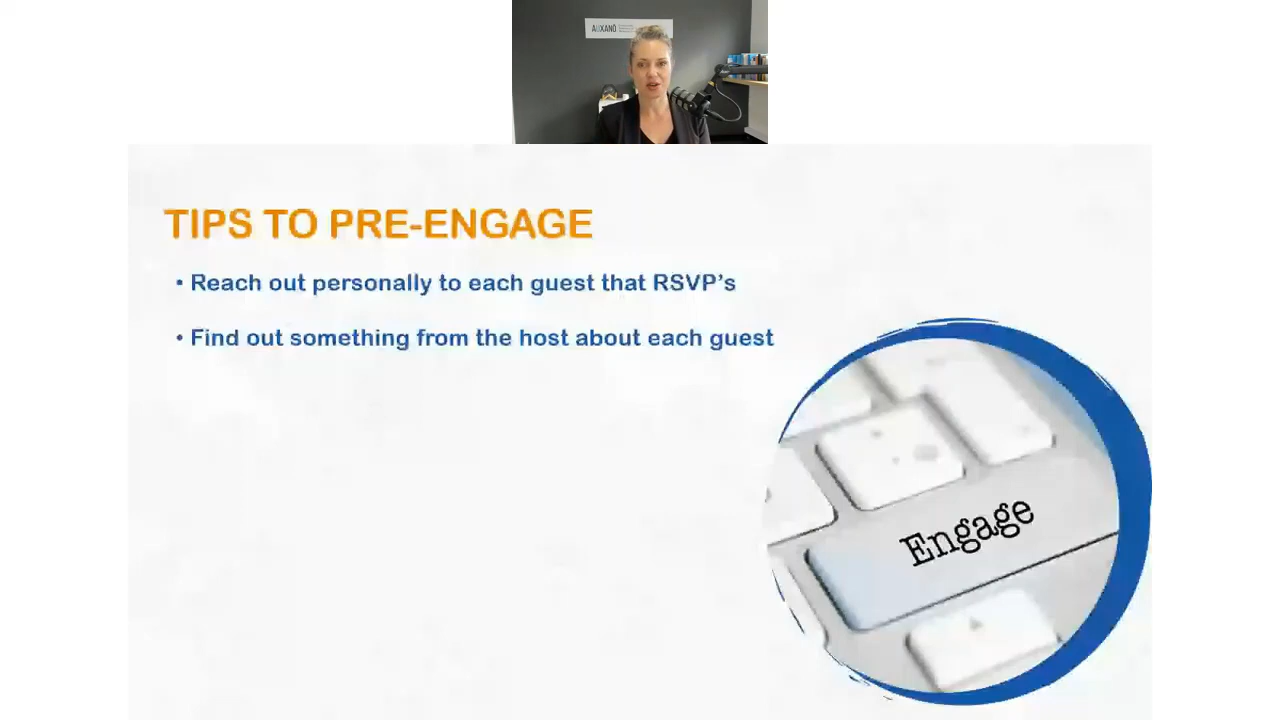 AUXANŌ
TIPS TO PRE-ENGAGE
• Reach out personally to each guest that RSVP’s
• Find out something from the host about each guest
Engage